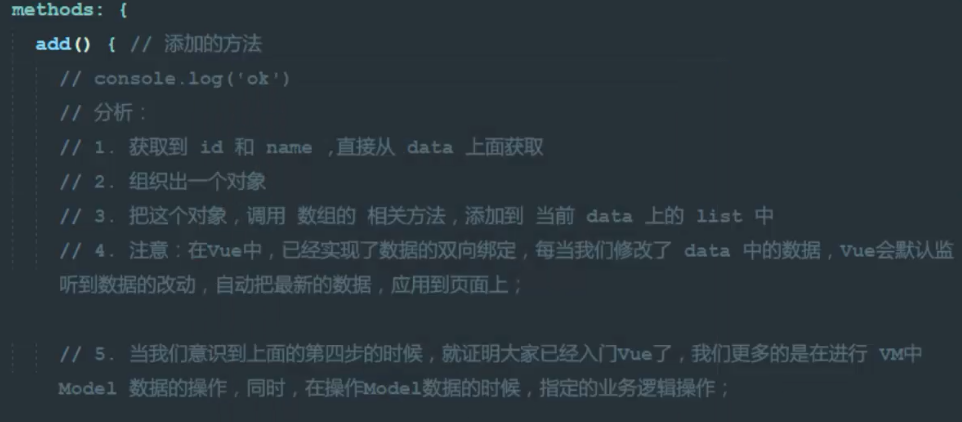 methods: {
add() { // 添加的方法
// console.log('ok')
// 分析：
// 1. 获取到 id 和 name ,直接从 data 上面获取
// 2. 组织出一个对象
// 3. 把这个对象，调用 数组的 相关方法，添加到 当前 data 上的 list 中
// 4. 注意：在Vue中，已经实现了数据的双向绑定，每当我们修改了 data 中的数据，Vue会默认监
听到数据的改动，自动把最新的数据，应用到页面上；
// 5. 当我们意识到上面的第四步的时候，就证明大家已经入门Vue了，我们更多的是在进行 VM中
Model 数据的操作，同时，在操作Model数据的时候，指定的业务逻辑操作；